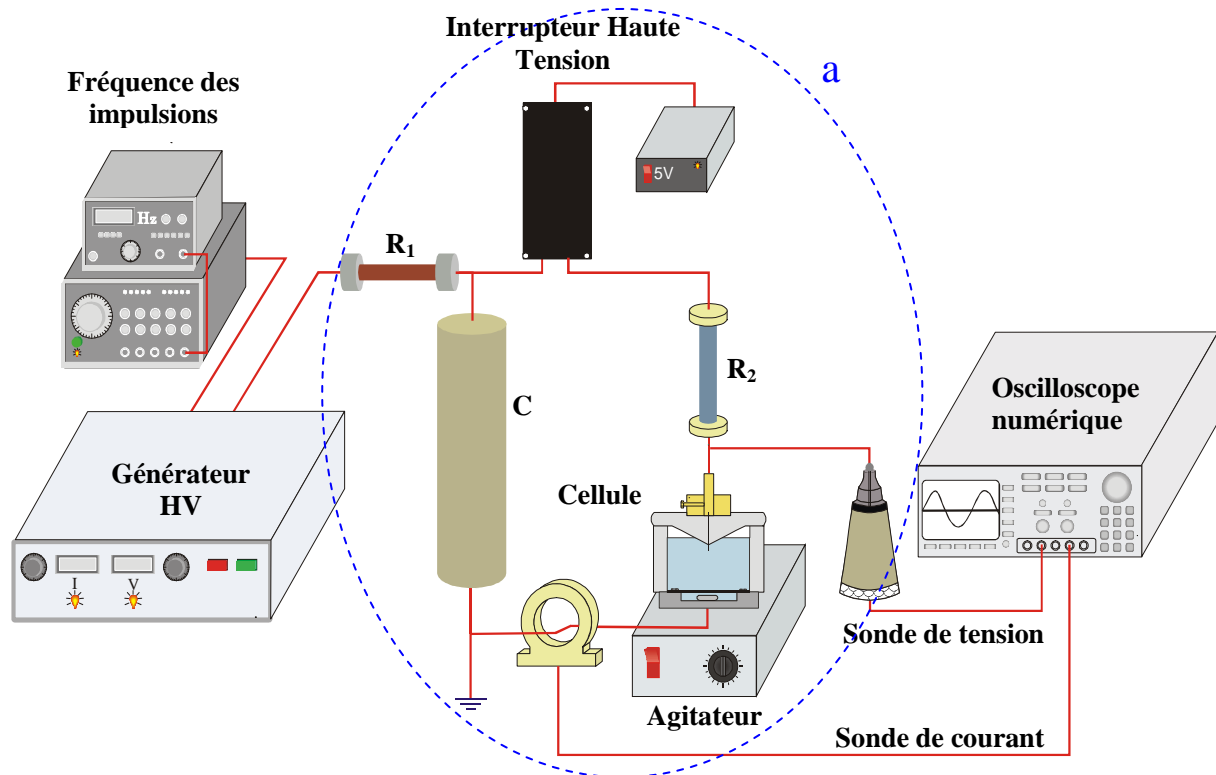 Interrupteur Haute
Tension
a
Fréquence des
impulsions
Hz
5V
R1
R2
C
Oscilloscope
numérique
Générateur
HV
I
V
Cellule
Sonde de tension
Agitateur
Sonde de courant